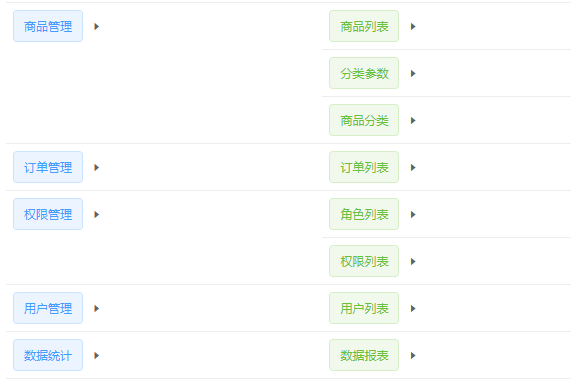 商品管理 商品列表
分类参数
商品分类
订单管理 订单列表
权限管理 角色列表
权限列表
用户管理 用户列表
数据统计 数据报表